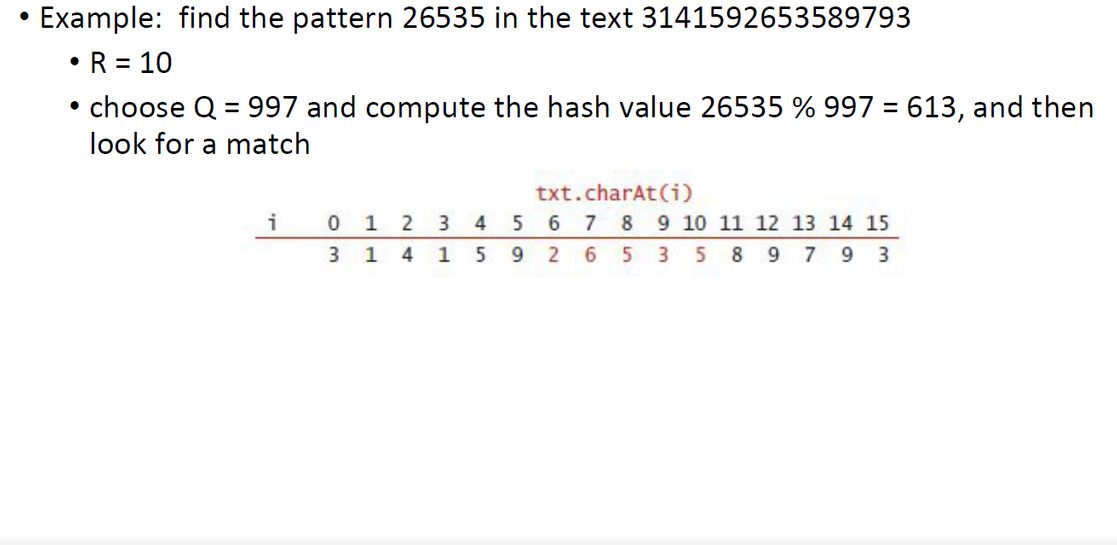 • Example:  find the pattern 26535 in the text 3141592653589793
• R = 10
• choose Q = 997 and compute the hash value 26535 % 997 = 613, and then
look for a match
txt.charAt(i)
i 0 1 2 3 4 5 6 7 8 9 10 11 12 13 14 15
3 1 4 1 5 9 2 6 5 3 5 8 9 7 9 3